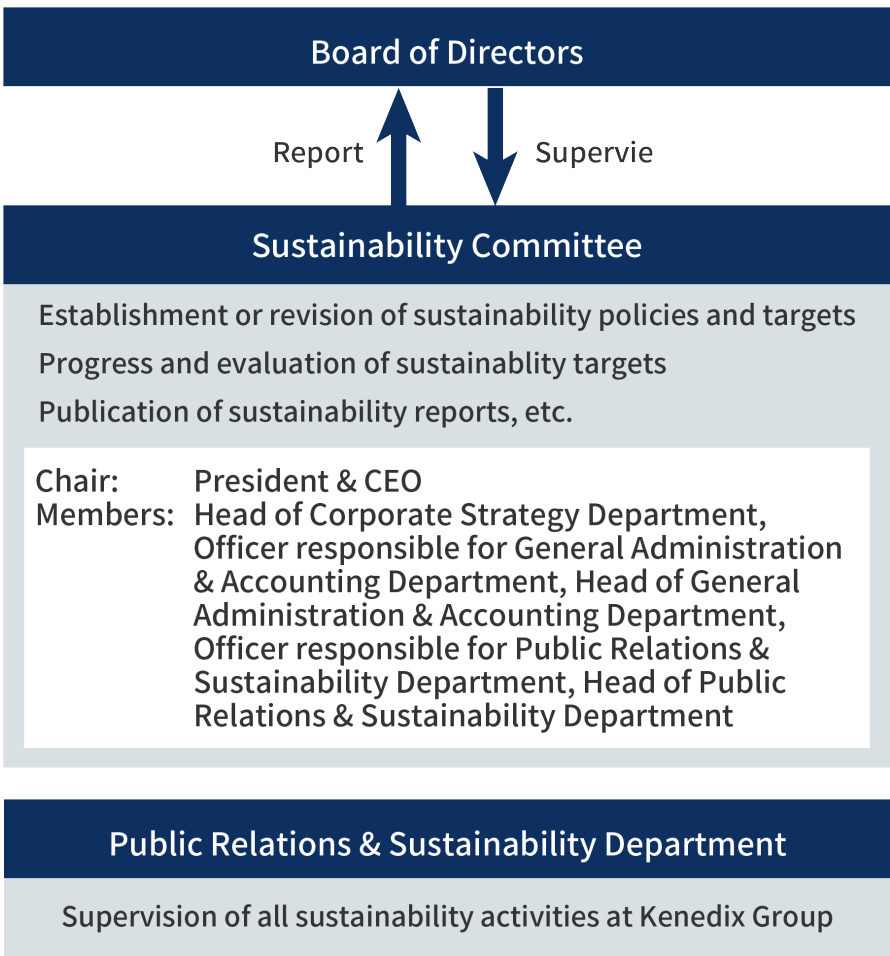 Board of Directors
Report
Supervie
Sustainability Committee
Establishment or revision of sustainability policies and targets
Progress and evaluation of sustainablity targets
Publication of sustainability reports, etc.
Chair: President & CEO
Members: Head of Corporate Strategy Department,
Officer responsible for General Administration
& Accounting Department, Head of General
Administration & Accounting Department,
Officer responsible for Public Relations &
Sustainability Department, Head of Public
Relations & Sustainability Department
Public Relations & Sustainability Department
Supervision of all sustainability activities at Kenedix Group